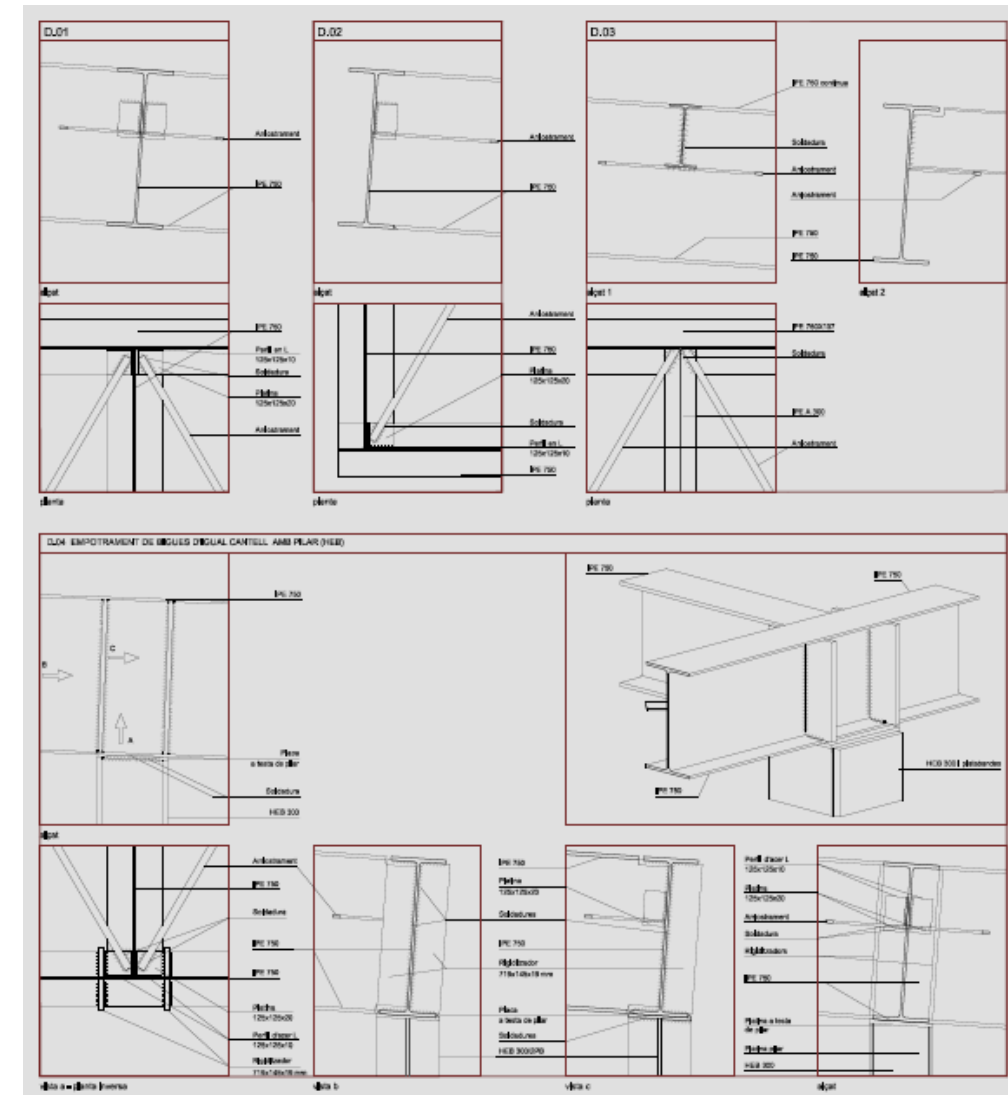 D.01
Arriostrament
IPE 750
alçat
IPE 750
Perfil en L
125x125x10
Soldadura
Platina
125x125x20
Arriostrament
planta
D.02
Arriostrament
IPE 750
alçat
Arriostrament
IPE 750
Platina
125x125x20
Soldadura
Perfil en L
125x125x10
IPE 750
planta
D.03
IPE 750 continua
Soldadura
Arriostrament
Arriostrament
IPE 750
IPE 750
alçat 1
alçat 2
Soldadura
IPE A 300
Arriostrament
planta
D.04 EMPOTRAMENT DE BIGUES D'IGUAL CANTELL AMB PILAR (HEB)
IPE 750
B
C
A
Placa
a testa de pilar
Soldadura
HEB 300
alçat
IPE 750
IPE 750
IPE 750
HEB 300 i platabandes
Arriostrament
IPE 750
Soldadura
IPE 750
IPE 750
Platina
125x125x20
Perfil d'acer L
125x125x10
Rigiditzador
vista a = planta inversa
vista b
IPE 750
Platina
125x125x20
Soldadures
IPE 750
Rigiditzador
Placa
a testa de pilar
Soldadures
vista c
Perfil d'acer L
125x125x10
Platina
125x125x20
Arriostrament
Soldadura
Rigiditzadors
IPE 750
Platina a testa
de pilar
Platina pilar
HEB 300
alçat